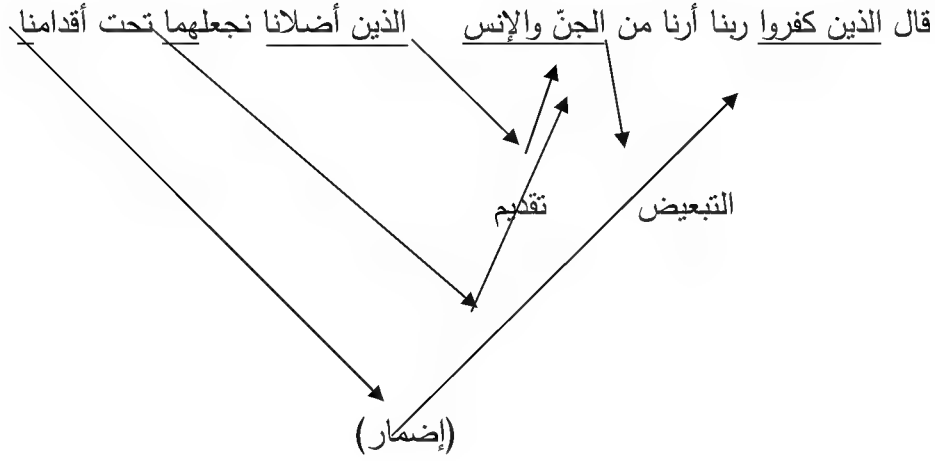 قال الذين كفروا ربنا أرنا من الجنّ والإنس الذين أضلانا نجعلهما تحت أقدامنا
التبعيض تقديم
(إضمار)